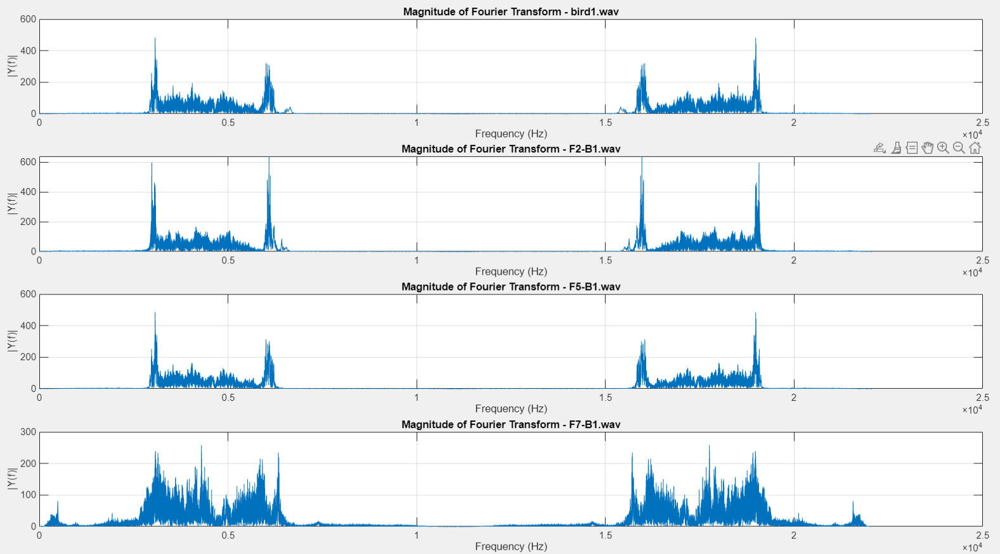 Magnitude of Fourier Transform - bird1.wav
600
400
200
0
|Y(f)|
0 0.5 1 1.5 2 2.5
Frequency (Hz)
×10⁴
Magnitude of Fourier Transform - F2-B1.wav
600
400
200
0
|Y(f)|
0 0.5 1 1.5 2 2.5
Frequency (Hz)
×10⁴
Magnitude of Fourier Transform - F5-B1.wav
600
400
200
0
|Y(f)|
0 0.5 1 1.5 2 2.5
Frequency (Hz)
×10⁴
Magnitude of Fourier Transform - F7-B1.wav
300
200
100
0
|Y(f)|
0 0.5 1 1.5 2 2.5
Frequency (Hz)
×10⁴